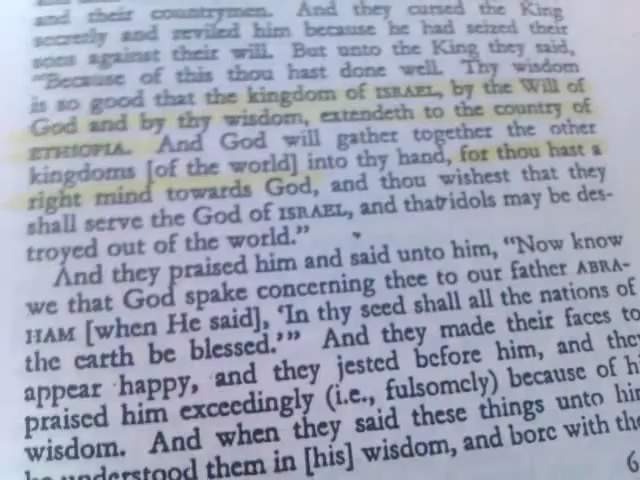 and their countrymen. And they cursed the King
secretly and reviled him because he had seized their
sons against their will. But unto the King they said,
"Because of this thou hast done well. Thy wisdom
is so good that the kingdom of ISRAEL, by the Will of
God and by thy wisdom, extendeth to the country of
ETHIOPIA. And God will gather together the other
kingdoms [of the world] into thy hand, for thou hast a
right mind towards God, and thou wishest that they
shall serve the God of ISRAEL, and that idols may be des-
troyed out of the world."
And they praised him and said unto him, "Now know
we that God spake concerning thee to our father ABRA-
HAM [when He said], 'In thy seed shall all the nations of
the earth be blessed.'" And they made their faces to
appear happy, and they jested before him, and they
praised him exceedingly (i.e., fulsomely) because of
wisdom. And when they said these things unto him
understood them in [his] wisdom, and bore with
6